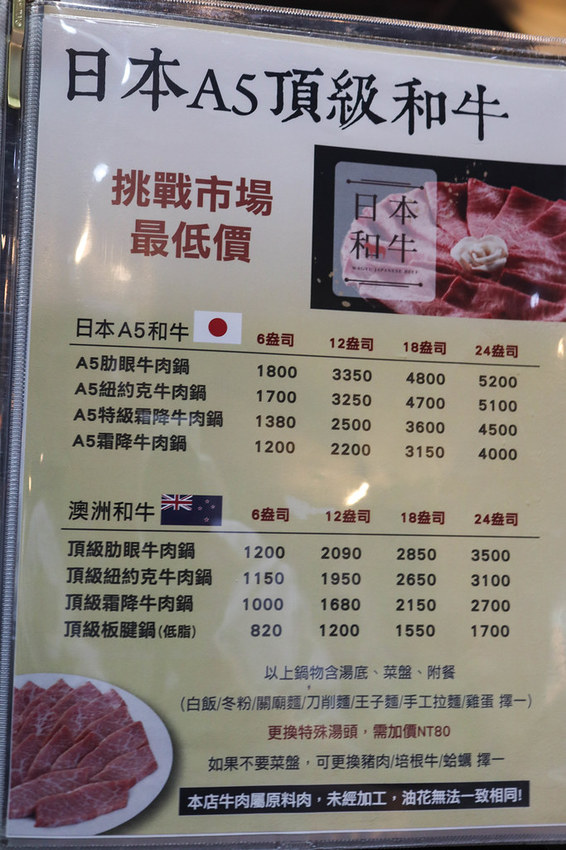 日本A5頂級和牛
挑戰市場
最低價
日本
和牛
日本A5和牛 6盎司 12盎司 18盎司 24盎司
A5肋眼牛肉鍋 1800 3350 4800 5200
A5紐約克牛肉鍋 1700 3250 4700 5100
A5特級霜降牛肉鍋 1380 2500 3600 4500
A5霜降牛肉鍋 1200 2200 3150 4000
澳洲和牛 6盎司 12盎司 18盎司 24盎司
頂級肋眼牛肉鍋 1200 2090 2850 3500
頂級紐約克牛肉鍋 1150 1950 2650 3100
頂級霜降牛肉鍋 1000 1680 2150 2700
頂級板腱鍋(低脂) 820 1200 1550 1700
以上鍋物含湯底、菜盤、附餐
(白飯/冬粉/關廟麵/刀削麵/王子麵/手工拉麵/雞蛋 擇一)
更換特殊湯頭，需加價NT80
如果不要菜盤，可更換豬肉/培根牛/蛤蠣 擇一
本店牛肉屬原料肉，未經加工，油花無法一致相同!